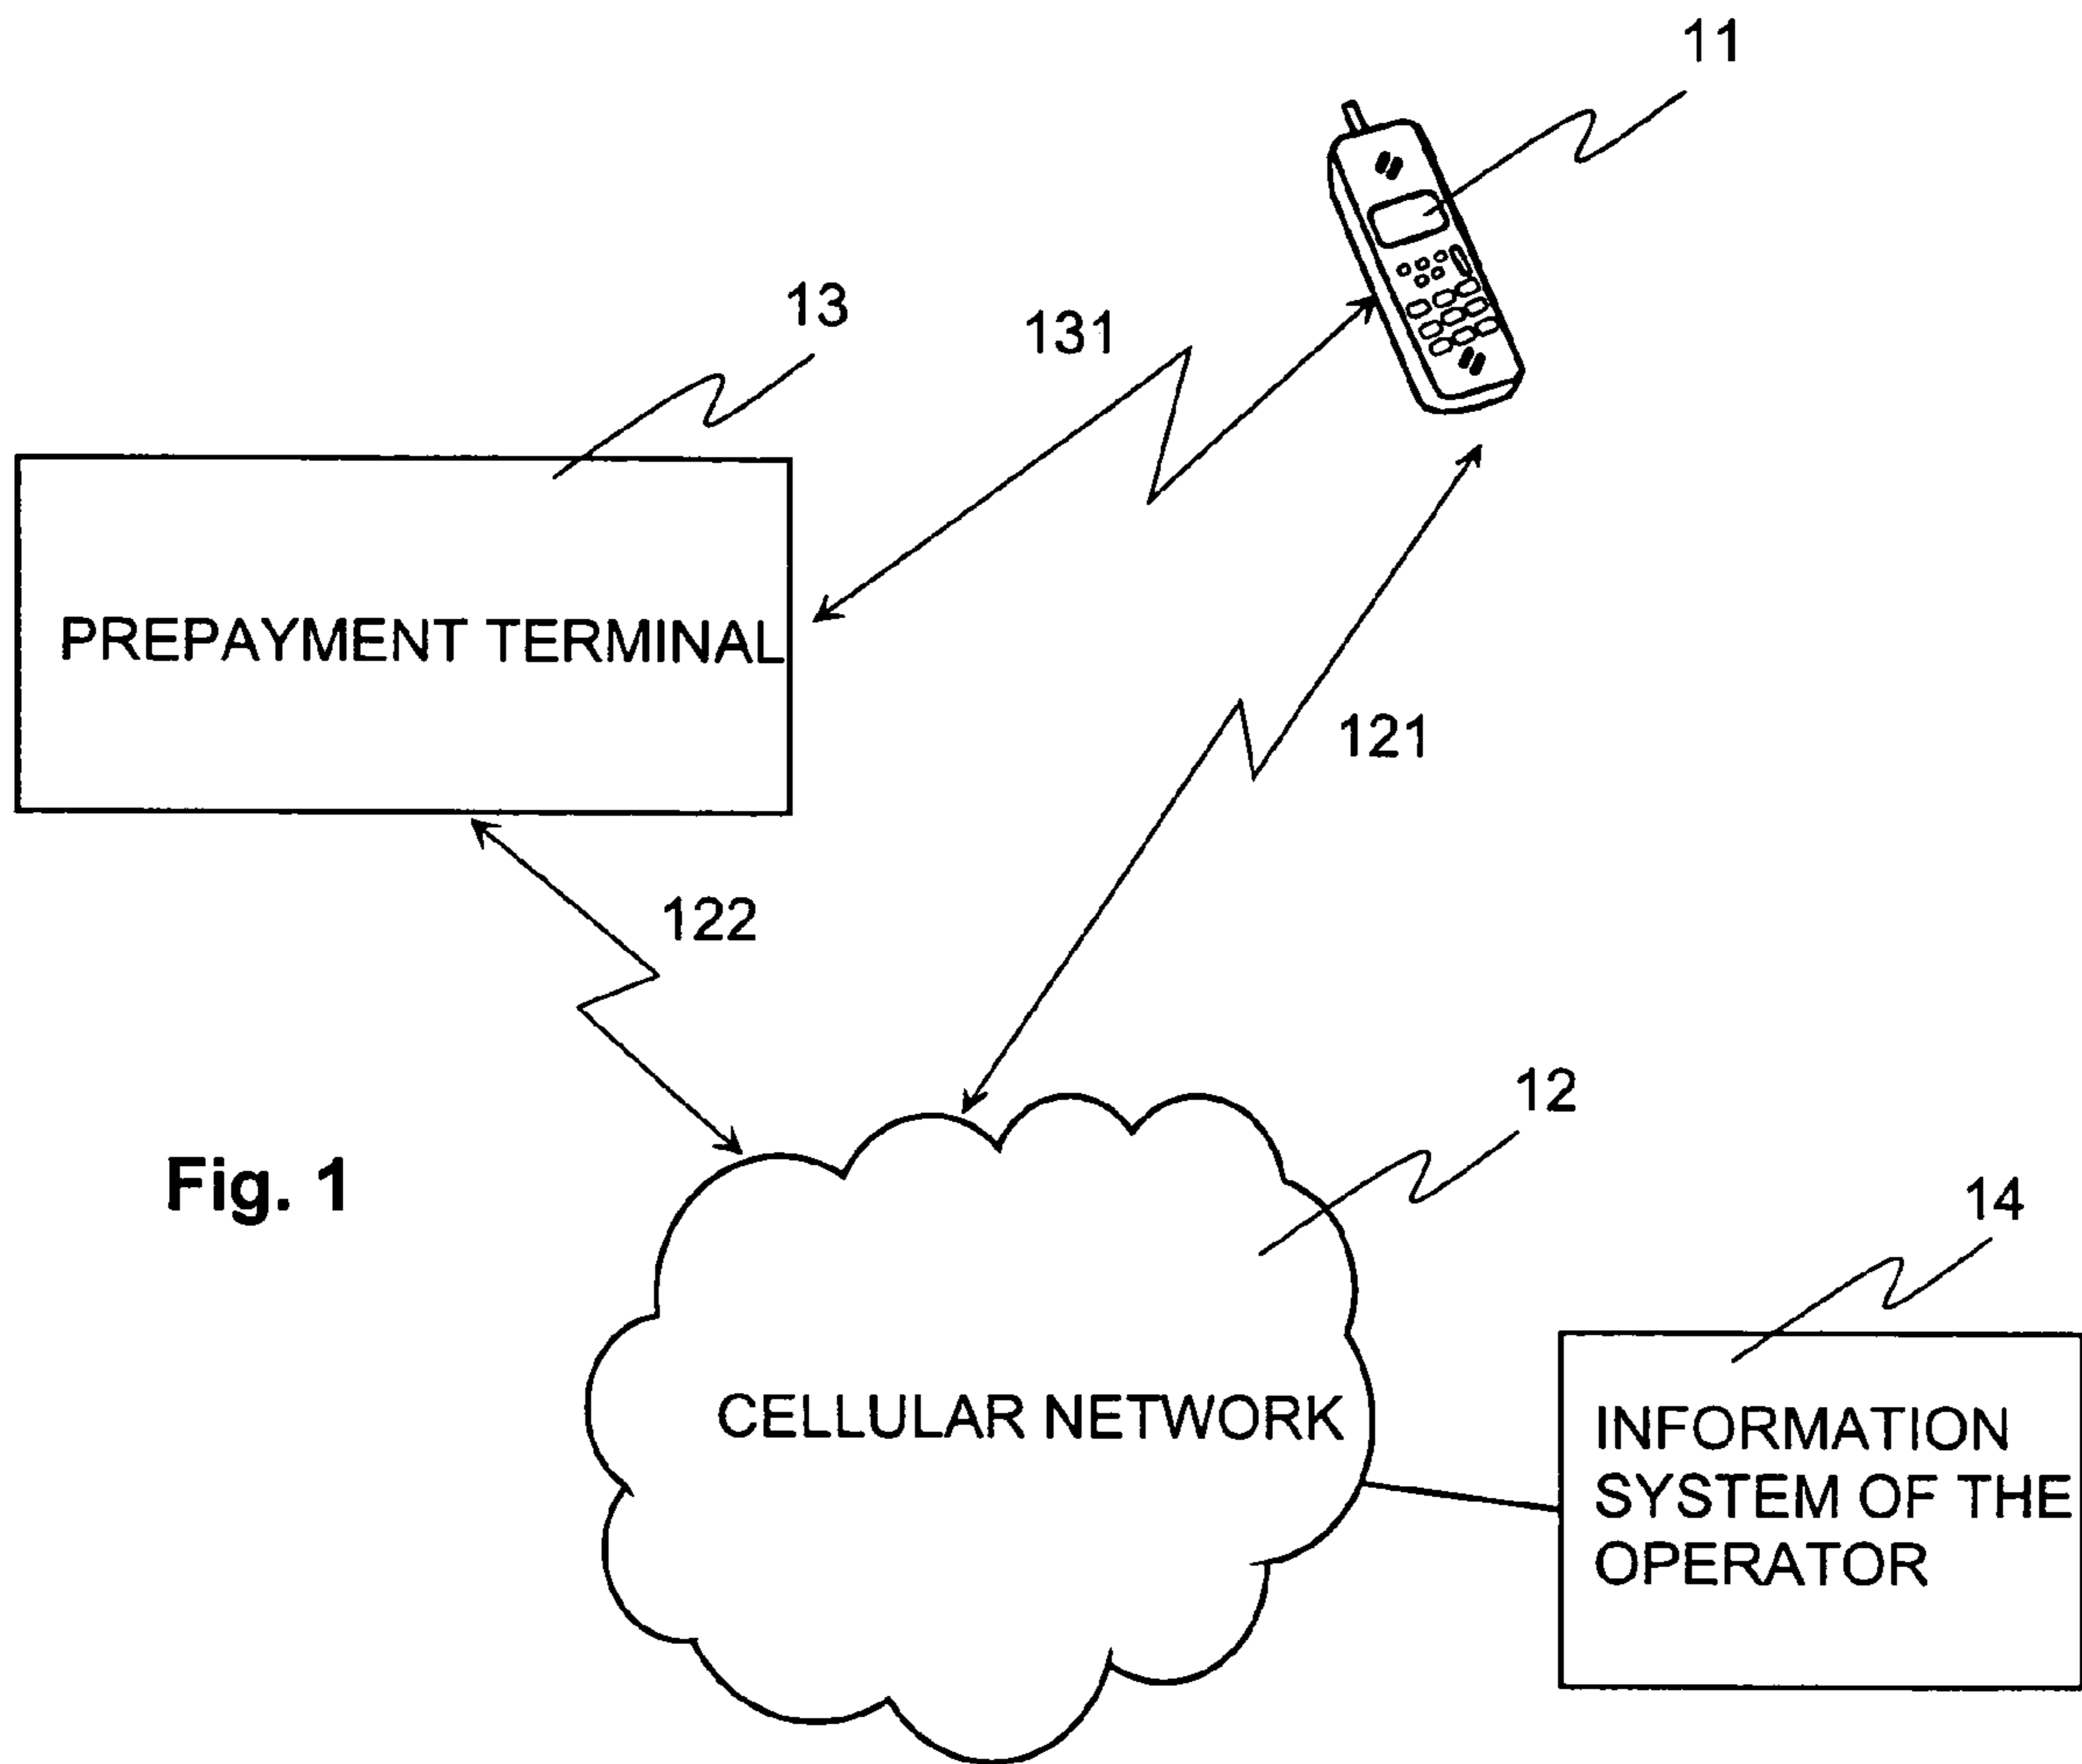 11
13
131
PREPAYMENT TERMINAL
121
122
12
Fig. 1
14
CELLULAR NETWORK
INFORMATION
SYSTEM OF THE
OPERATOR